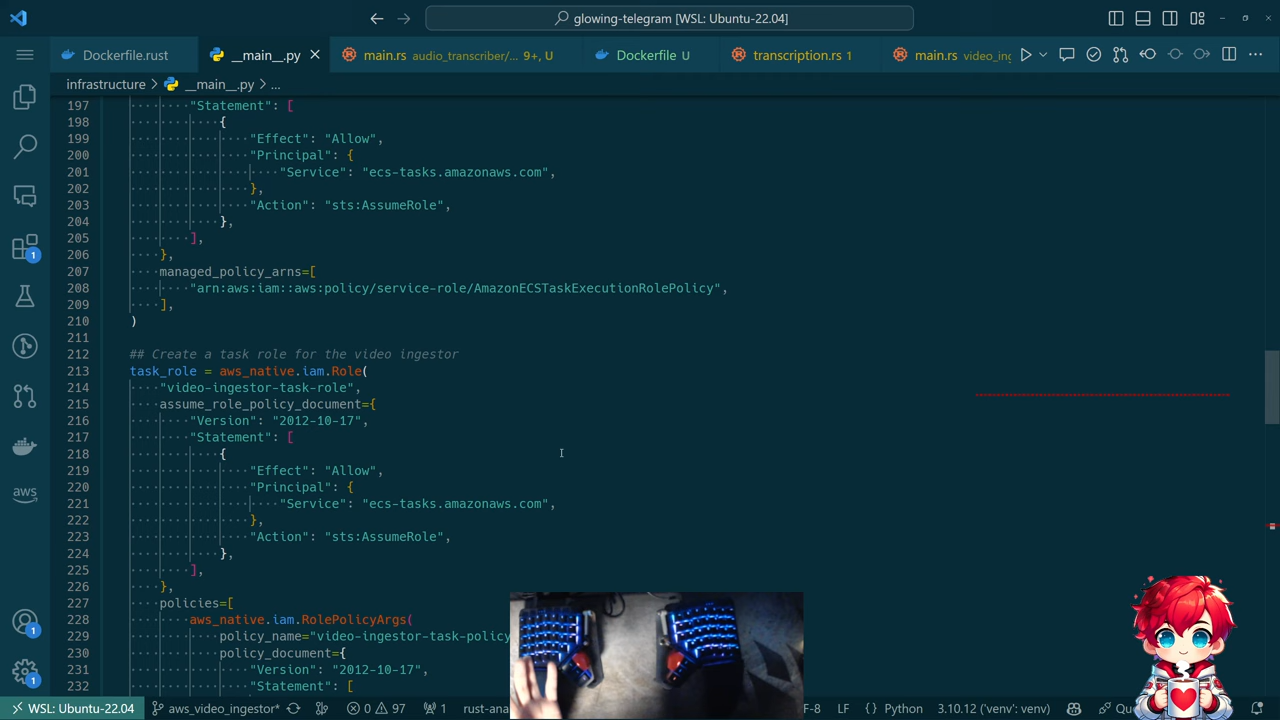 glowing-telegram [WSL: Ubuntu-22.04]
Dockerfile.rust
__main__.py
main.rs audio_transcriber/... 9+, U
Dockerfile U
transcription.rs 1
main.rs video_ing
infrastructure > __main__.py > ...
197 "Statement": [
198 {
199 "Effect": "Allow",
200 "Principal": {
201 "Service": "ecs-tasks.amazonaws.com",
202 },
203 "Action": "sts:AssumeRole",
204 },
205 ],
206 },
207 managed_policy_arns=[
208 "arn:aws:iam::aws:policy/service-role/AmazonECSTaskExecutionRolePolicy",
209 ],
210 )
211
212 ## Create a task role for the video ingestor
213 task_role = aws_native.iam.Role(
214 "video-ingestor-task-role",
215 assume_role_policy_document={
216 "Version": "2012-10-17",
217 "Statement": [
218 {
219 "Effect": "Allow",
220 "Principal": {
221 "Service": "ecs-tasks.amazonaws.com",
222 },
223 "Action": "sts:AssumeRole",
224 },
225 ],
226 },
227 policies=[
228 aws_native.iam.RolePolicyArgs(
229 policy_name="video-ingestor-task-policy
230 policy_document={
231 "Version": "2012-10-17",
232 "Statement": [
1
aws
1
1
WSL: Ubuntu-22.04
aws_video_ingestor*
0 97
1
rust-ana
F-8
LF
{ } Python
3.10.12 ('venv': venv)